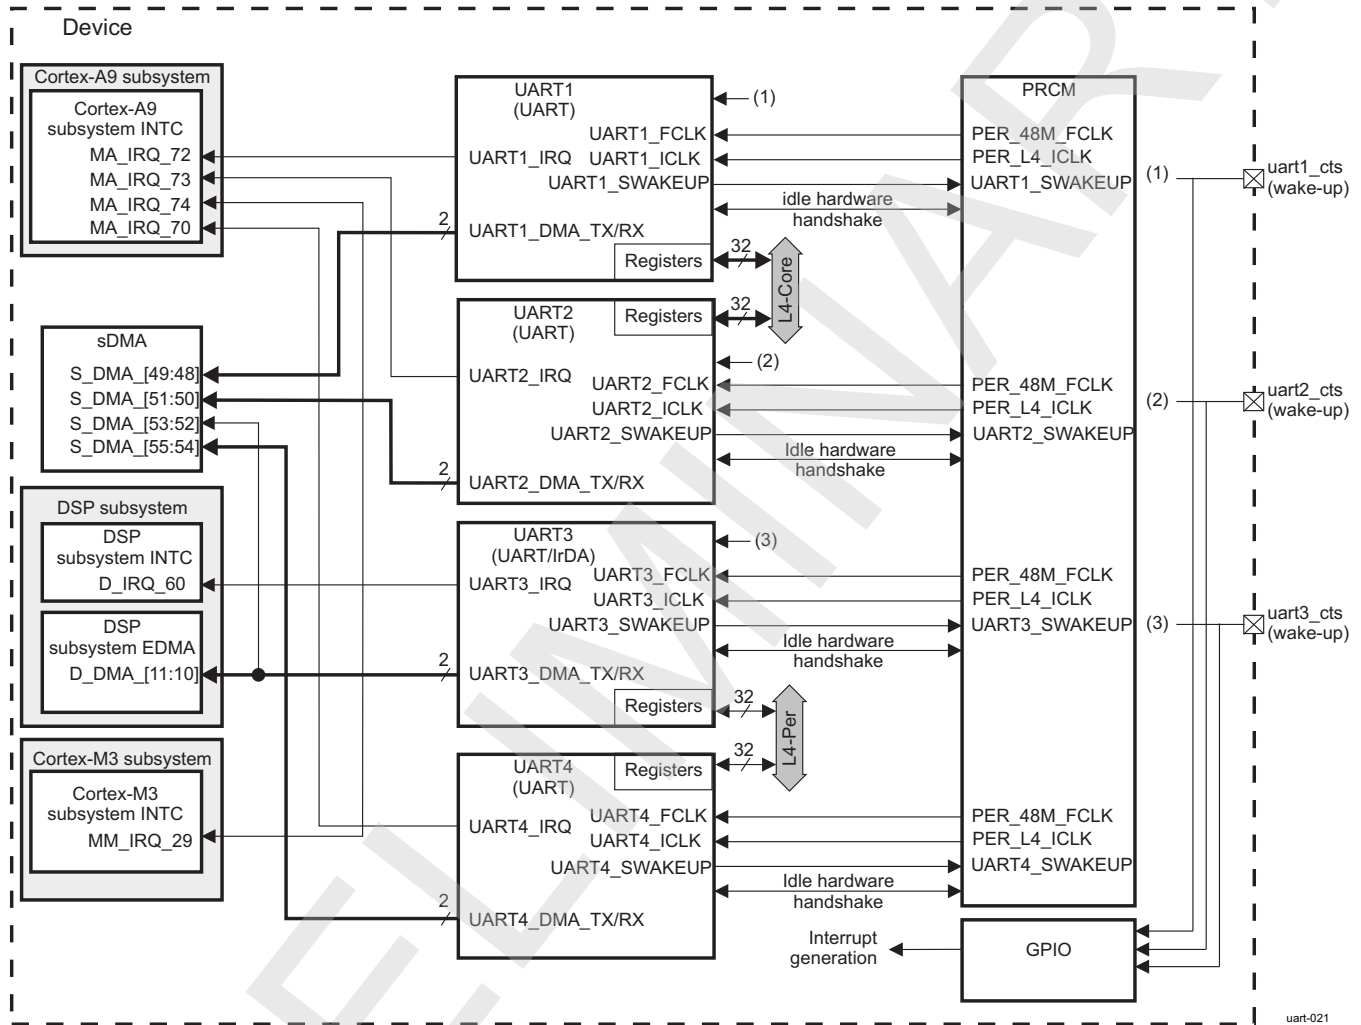 Device
Cortex-A9 subsystem
Cortex-A9
subsystem INTC
MA_IRQ_72
MA_IRQ_73
MA_IRQ_74
MA_IRQ_70
sDMA
S_DMA_[49:48]
S_DMA_[51:50]
S_DMA_[53:52]
S_DMA_[55:54]
DSP subsystem
DSP
subsystem INTC
D_IRQ_60
DSP
subsystem EDMA
D_DMA_[11:10]
Cortex-M3 subsystem
Cortex-M3
subsystem INTC
MM_IRQ_29
2
2
2
2
UART1
(UART)
(1)
UART1_FCLK
UART1_IRQ UART1_ICLK
UART1_SWAKEUP
UART1_DMA_TX/RX
Registers
32
idle hardware
handshake
L4-Core
UART2
(UART)
Registers
32
(2)
UART2_IRQ
UART2_FCLK
UART2_ICLK
UART2_SWAKEUP
UART2_DMA_TX/RX
Idle hardware
handshake
UART3
(UART/IrDA)
(3)
UART3_IRQ
UART3_FCLK
UART3_ICLK
UART3_SWAKEUP
UART3_DMA_TX/RX
Registers
32
Idle hardware
handshake
L4-Per
UART4
(UART)
Registers
32
UART4_IRQ
UART4_FCLK
UART4_ICLK
UART4_SWAKEUP
UART4_DMA_TX/RX
Idle hardware
handshake
PRCM
PER_48M_FCLK
PER_L4_ICLK
UART1_SWAKEUP
PER_48M_FCLK
PER_L4_ICLK
UART2_SWAKEUP
PER_48M_FCLK
PER_L4_ICLK
UART3_SWAKEUP
PER_48M_FCLK
PER_L4_ICLK
UART4_SWAKEUP
Interrupt
generation
GPIO
(1)
uart1_cts
(wake-up)
(2)
uart2_cts
(wake-up)
(3)
uart3_cts
(wake-up)
uart-021
ELIMINAR